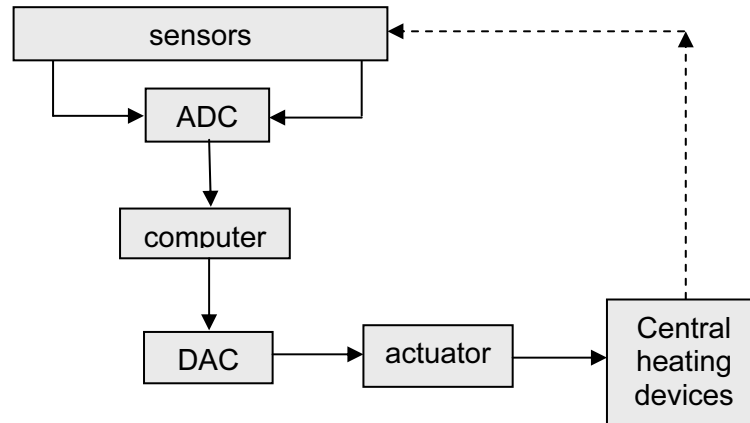 sensors
ADC
computer
DAC
actuator
Central
heating
devices